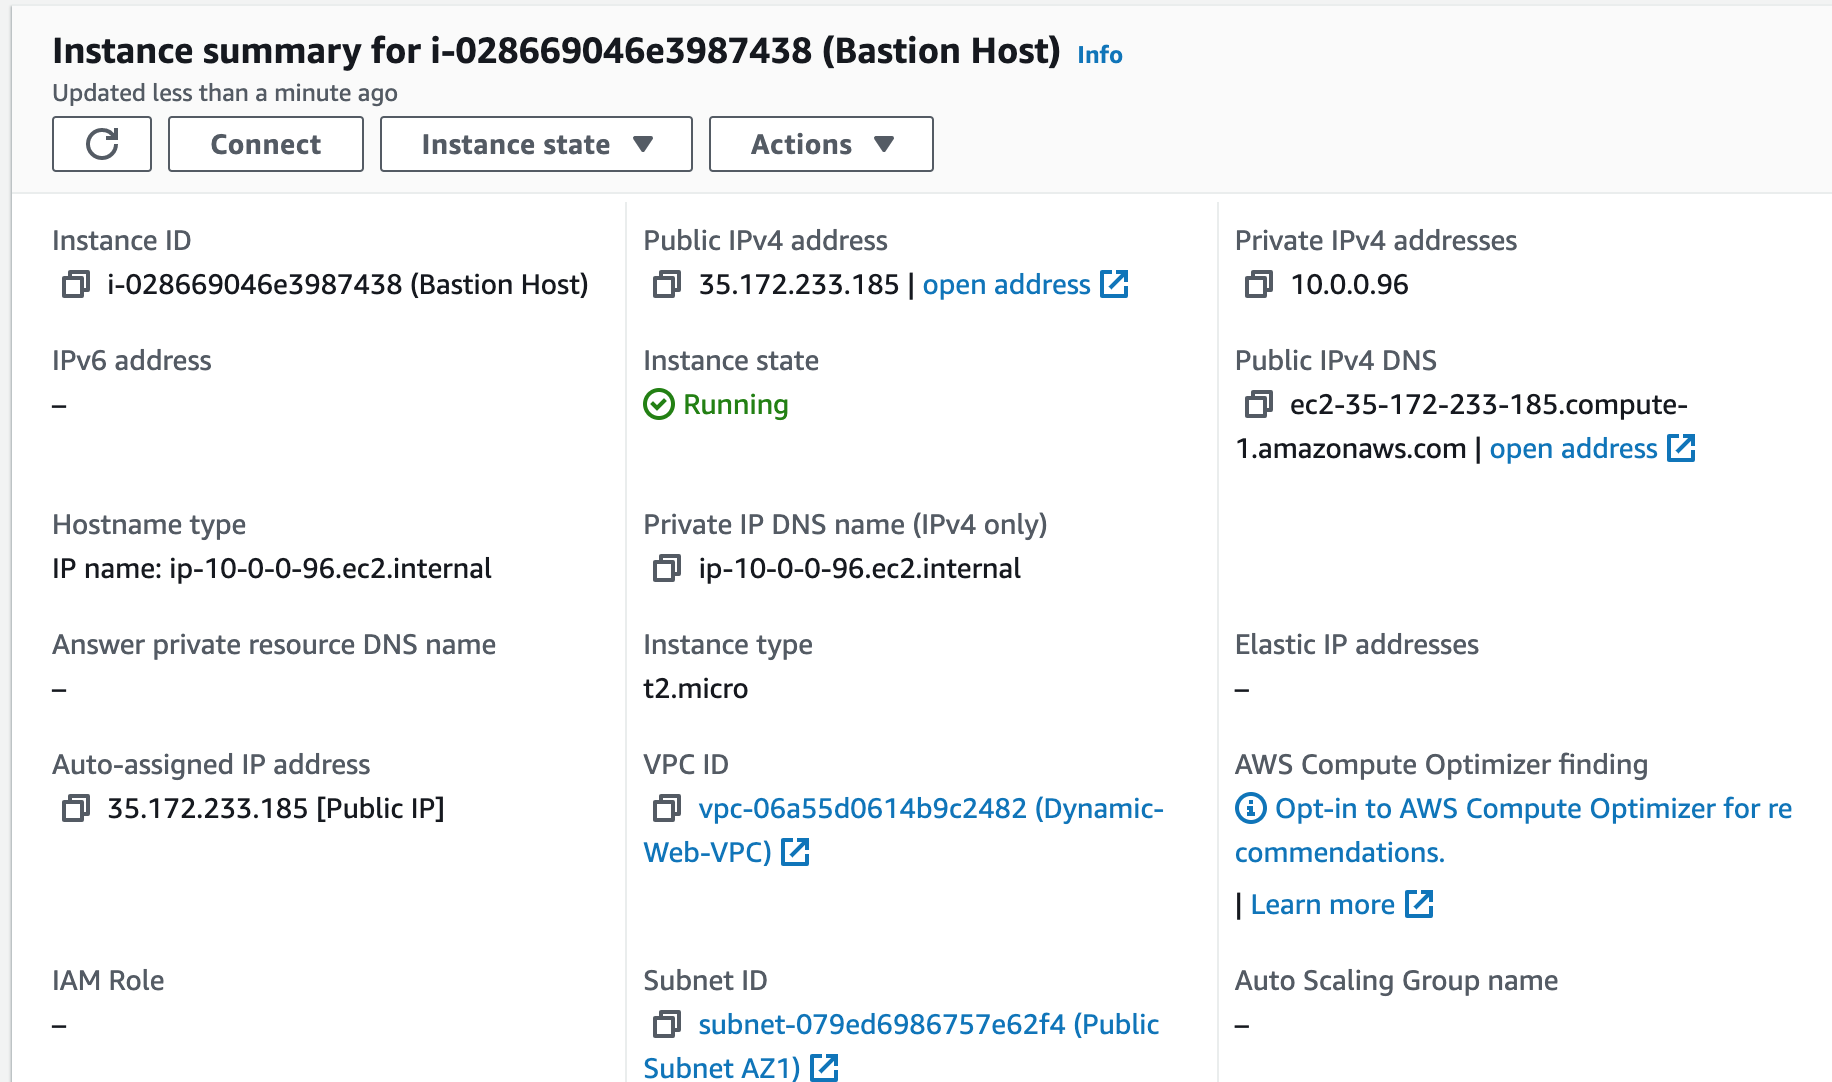 Instance summary for i-028669046e3987438 (Bastion Host) Info
Updated less than a minute ago
Connect
Instance state
Actions
Instance ID
i-028669046e3987438 (Bastion Host)
Public IPv4 address
35.172.233.185 | open address
Private IPv4 addresses
10.0.0.96
IPv6 address
–
Instance state
Running
Public IPv4 DNS
ec2-35-172-233-185.compute-
1.amazonaws.com | open address
Hostname type
IP name: ip-10-0-0-96.ec2.internal
Private IP DNS name (IPv4 only)
ip-10-0-0-96.ec2.internal
Answer private resource DNS name
–
Instance type
t2.micro
Elastic IP addresses
–
Auto-assigned IP address
35.172.233.185 [Public IP]
VPC ID
vpc-06a55d0614b9c2482 (Dynamic-
Web-VPC)
AWS Compute Optimizer finding
Opt-in to AWS Compute Optimizer for re
commendations.
| Learn more
IAM Role
–
Subnet ID
subnet-079ed6986757e62f4 (Public
Subnet AZ1)
Auto Scaling Group name
–